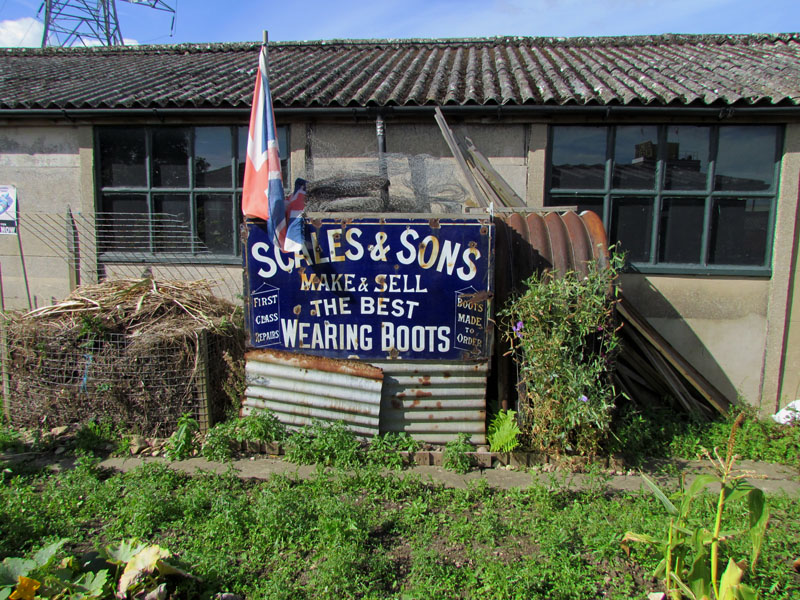 SCALES & SONS
MAKE & SELL
THE BEST
WEARING BOOTS
FIRST
CLASS
REPAIRS
BOOTS
MADE TO
ORDER